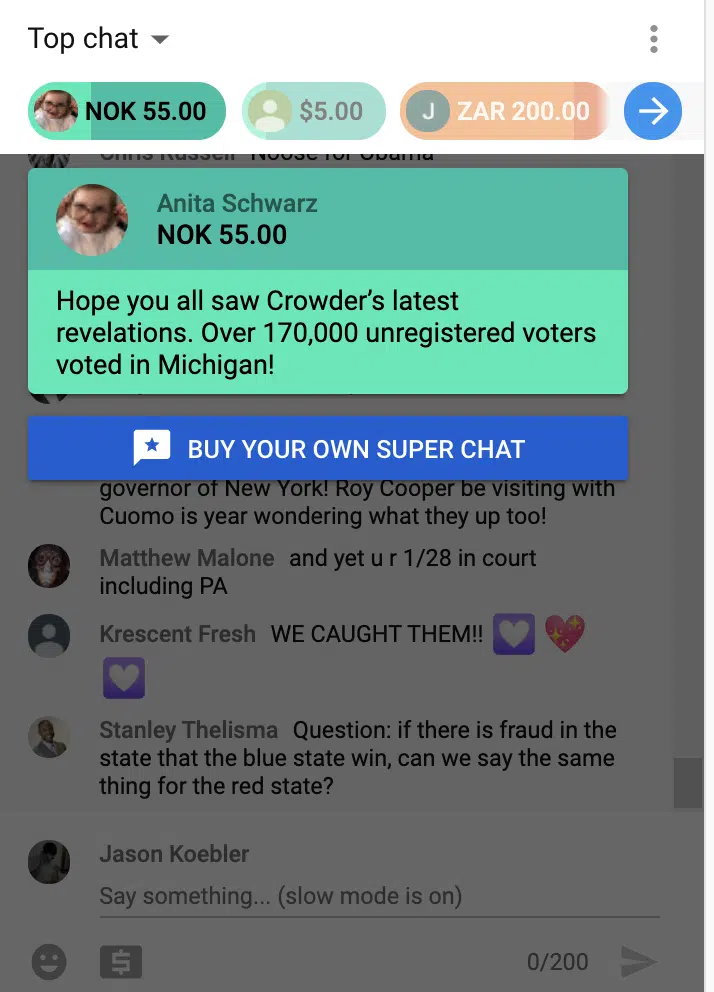 Top chat
NOK 55.00
$5.00
J ZAR 200.00
Chris Russell Noose for Obama
Anita Schwarz
NOK 55.00
Hope you all saw Crowder’s latest
revelations. Over 170,000 unregistered voters
voted in Michigan!
BUY YOUR OWN SUPER CHAT
governor of New York! Roy Cooper be visiting with
Cuomo is year wondering what they up too!
Matthew Malone and yet u r 1/28 in court
including PA
Krescent Fresh WE CAUGHT THEM!!
Stanley Thelisma Question: if there is fraud in the
state that the blue state win, can we say the same
thing for the red state?
Jason Koebler
Say something... (slow mode is on)
0/200